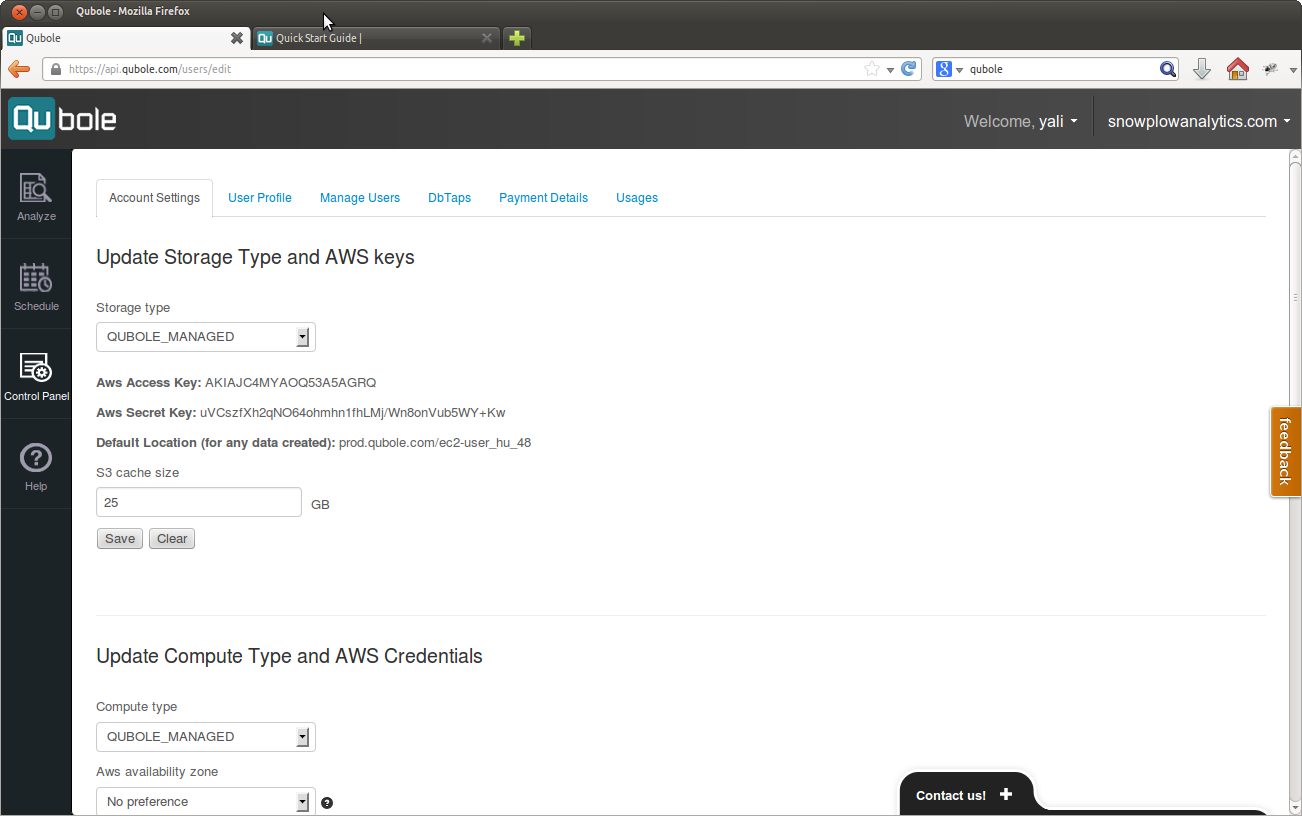 Qubole - Mozilla Firefox
Qubole
Quick Start Guide |
https://api.qubole.com/users/edit
qubole
Qubole
Welcome, yali
snowplowanalytics.com
Analyze
Schedule
Control Panel
Help
Account Settings
User Profile
Manage Users
DbTaps
Payment Details
Usages
Update Storage Type and AWS keys
Storage type
QUBOLE_MANAGED
Aws Access Key: AKIAJC4MYAOQ53A5AGRQ
Aws Secret Key: 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
Default Location (for any data created): prod.qubole.com/ec2-user_hu_48
S3 cache size
25
GB
Save
Clear
feedback
Update Compute Type and AWS Credentials
Compute type
QUBOLE_MANAGED
Aws availability zone
No preference
Contact us!